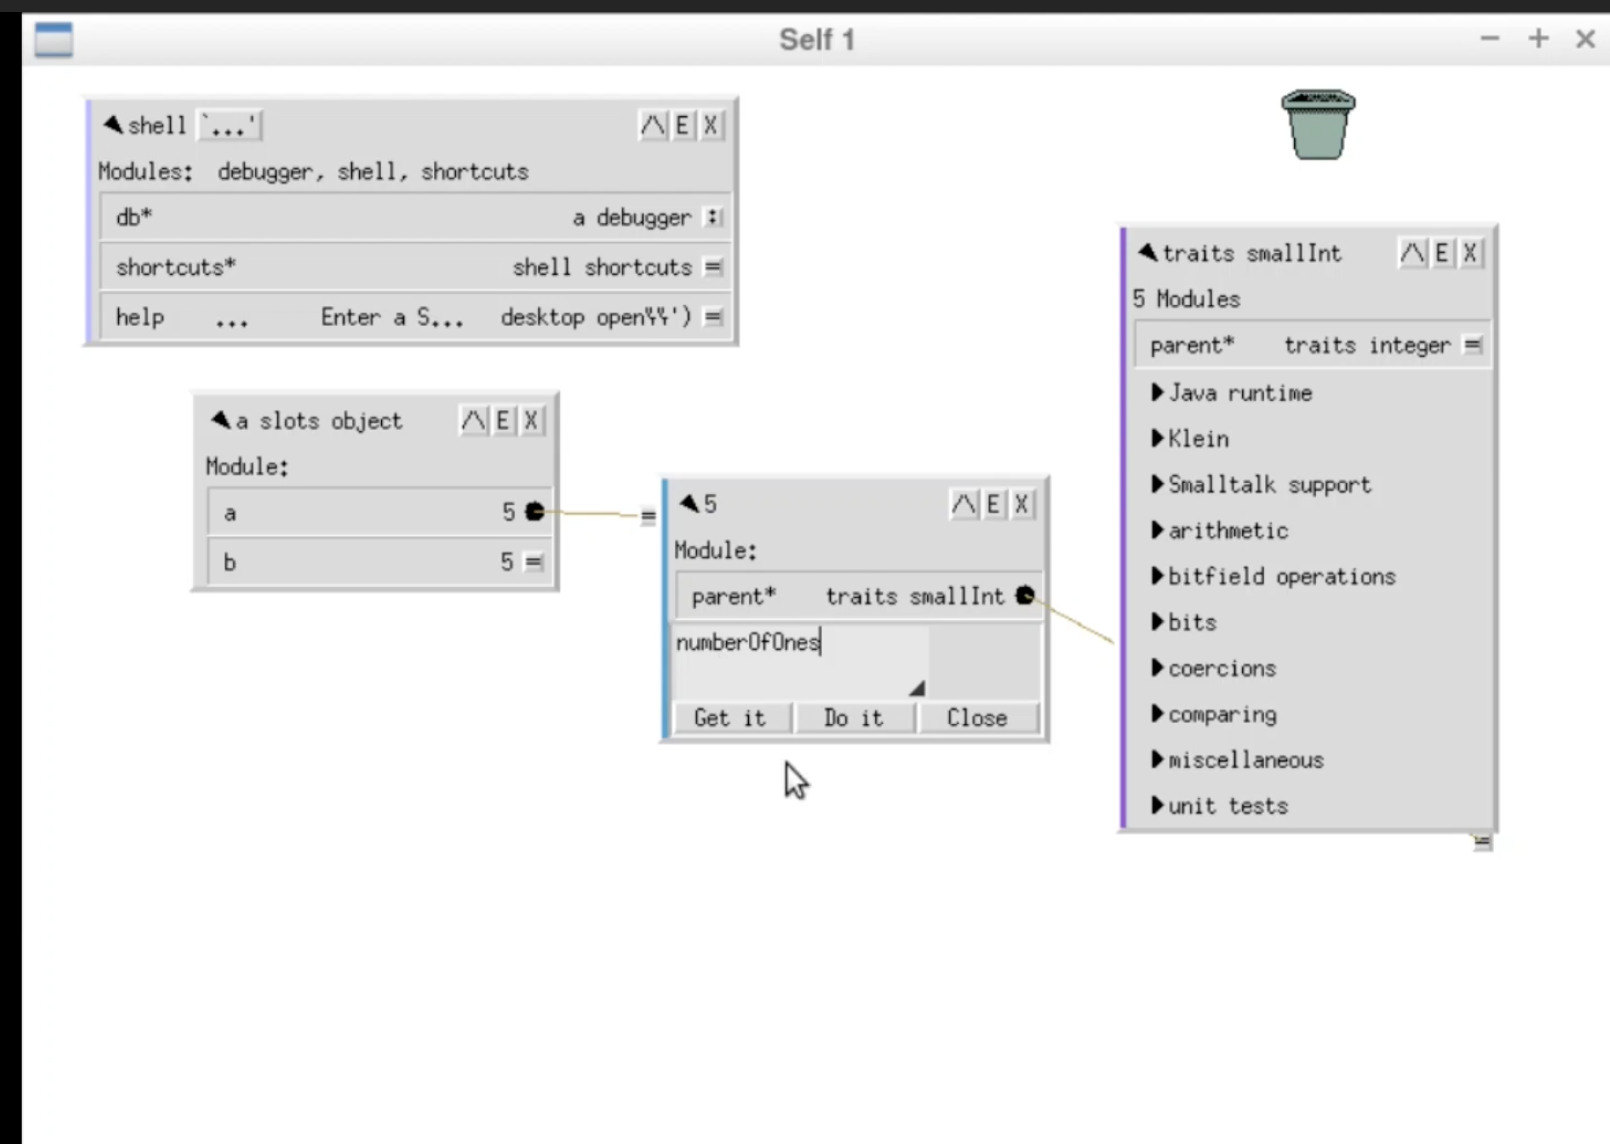 Self 1
shell `...' /\ E X
Modules: debugger, shell, shortcuts
db* a debugger
shortcuts* shell shortcuts
help ... Enter a S... desktop open\\')
a slots object /\ E X
Module:
a 5
b 5
5 /\ E X
Module:
parent* traits smallInt
numberOfOnes
Get it Do it Close
traits smallInt /\ E X
5 Modules
parent* traits integer
Java runtime
Klein
Smalltalk support
arithmetic
bitfield operations
bits
coercions
comparing
miscellaneous
unit tests